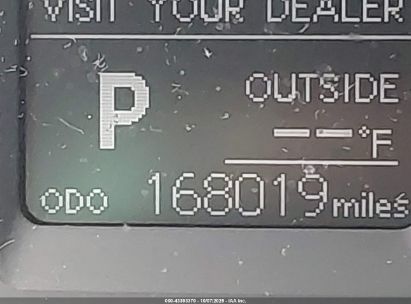 VISIT YOUR DEALER
P
OUTSIDE
--°F
ODO 168019 miles